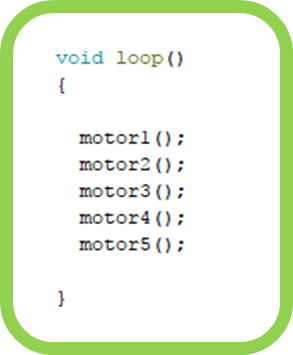 void loop()
{
motor1();
motor2();
motor3();
motor4();
motor5();
}